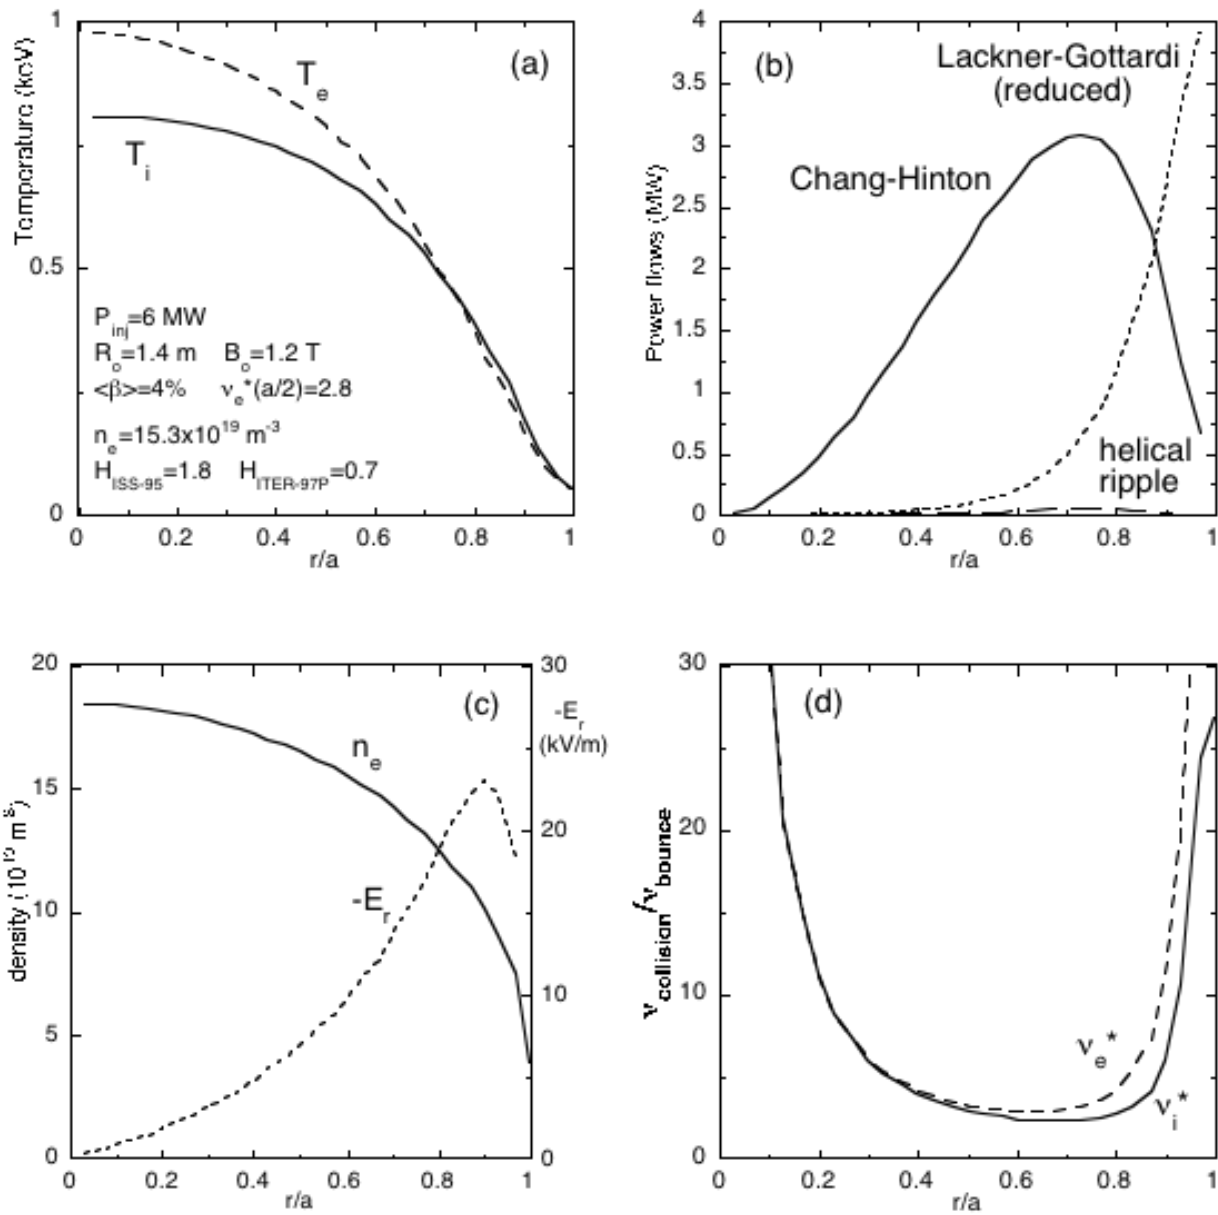 1
0.5
0
Temperature (keV)
(a)
T_e
T_i
P_inj=6 MW
R_o=1.4 m B_o=1.2 T
<β>=4% ν_e*(a/2)=2.8
n_e=15.3x10^19 m^-3
H_ISS-95=1.8 H_ITER-97P=0.7
0 0.2 0.4 0.6 0.8 1
r/a
4
3.5
3
2.5
2
1.5
1
0.5
0
Power flows (MW)
(b)
Lackner-Gottardi
(reduced)
Chang-Hinton
helical
ripple
0 0.2 0.4 0.6 0.8 1
r/a
20
15
10
5
0
density (10^19 m^-3)
(c)
n_e
-E_r
30
20
10
0
-E_r
(kV/m)
0 0.2 0.4 0.6 0.8 1
r/a
30
20
10
0
ν_collision/ν_bounce
(d)
ν_e*
ν_i*
0 0.2 0.4 0.6 0.8 1
r/a